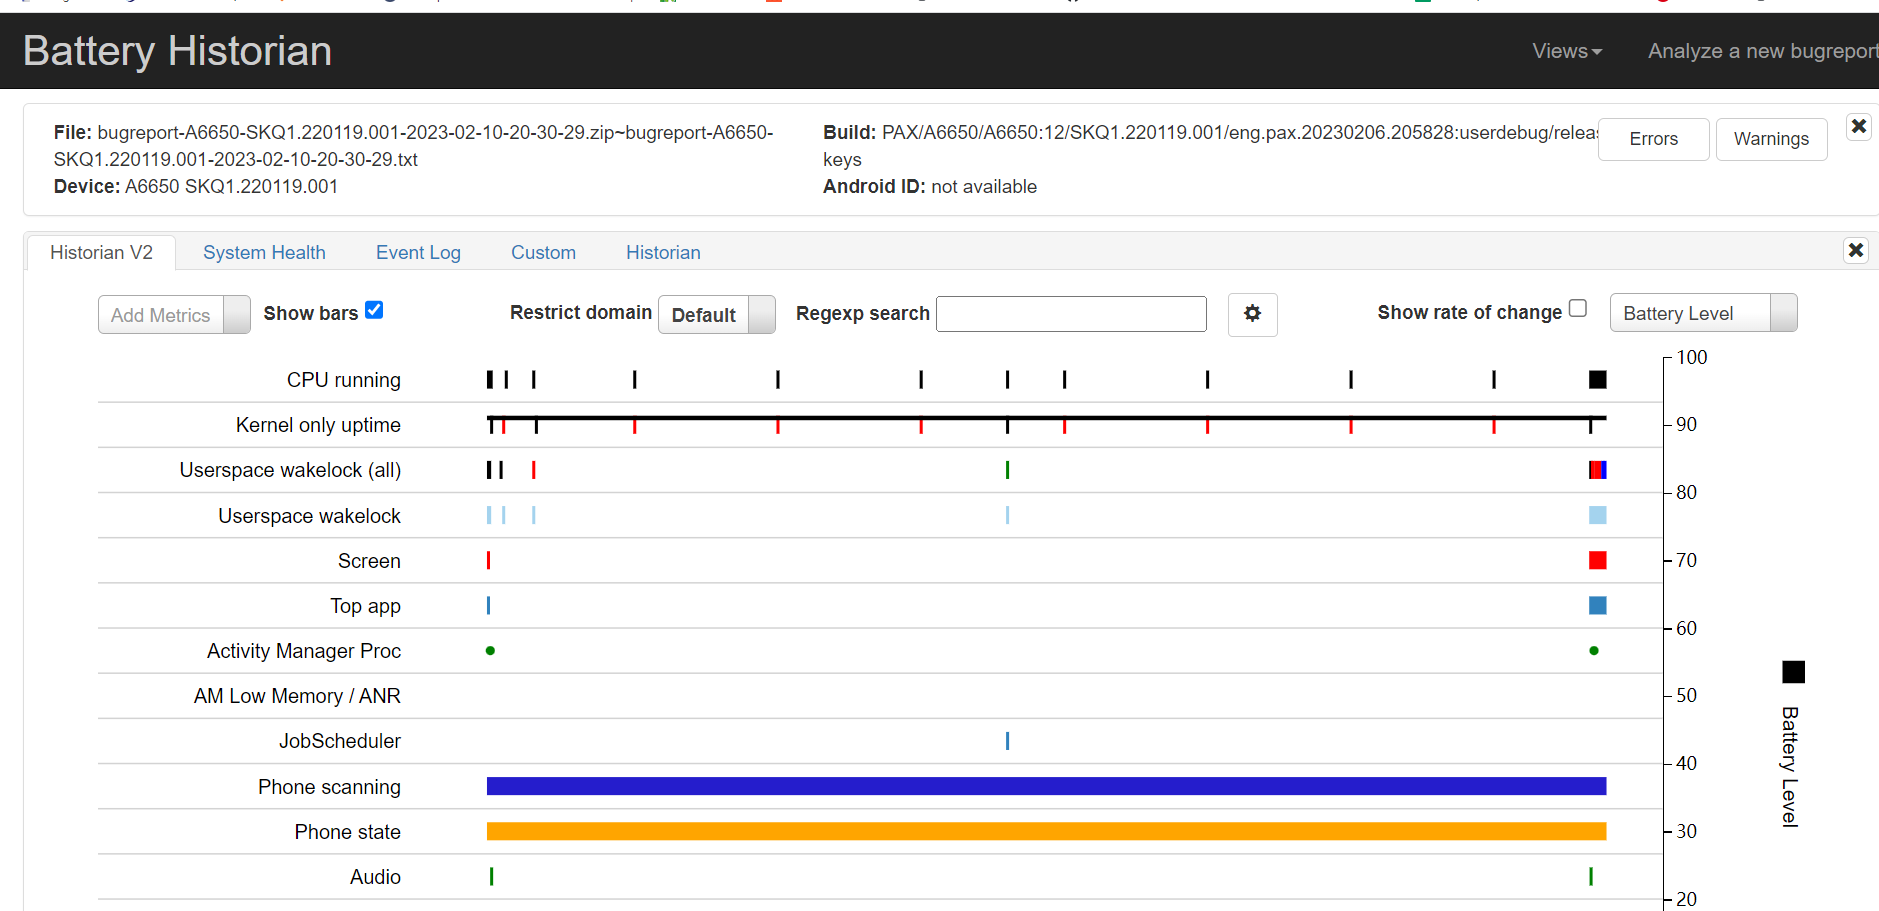 Battery Historian
Views
Analyze a new bugreport
File: bugreport-A6650-SKQ1.220119.001-2023-02-10-20-30-29.zip~bugreport-A6650-
SKQ1.220119.001-2023-02-10-20-30-29.txt
Device: A6650 SKQ1.220119.001
Build: PAX/A6650/A6650:12/SKQ1.220119.001/eng.pax.20230206.205828:userdebug/releas
keys
Android ID: not available
Errors
Warnings
Historian V2
System Health
Event Log
Custom
Historian
Add Metrics
Show bars
Restrict domain
Default
Regexp search
Show rate of change
Battery Level
CPU running
Kernel only uptime
Userspace wakelock (all)
Userspace wakelock
Screen
Top app
Activity Manager Proc
AM Low Memory / ANR
JobScheduler
Phone scanning
Phone state
Audio
100
90
80
70
60
50
40
30
20
Battery Level